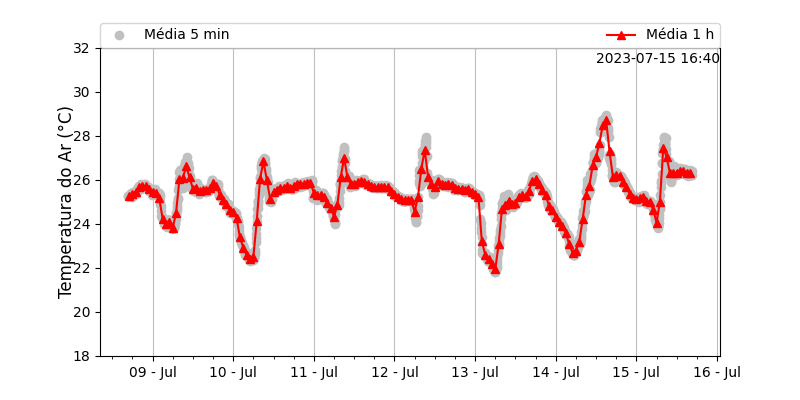 Média 5 min
Média 1 h
2023-07-15 16:40
Temperatura do Ar (°C)
32
30
28
26
24
22
20
18
09 - Jul
10 - Jul
11 - Jul
12 - Jul
13 - Jul
14 - Jul
15 - Jul
16 - Jul